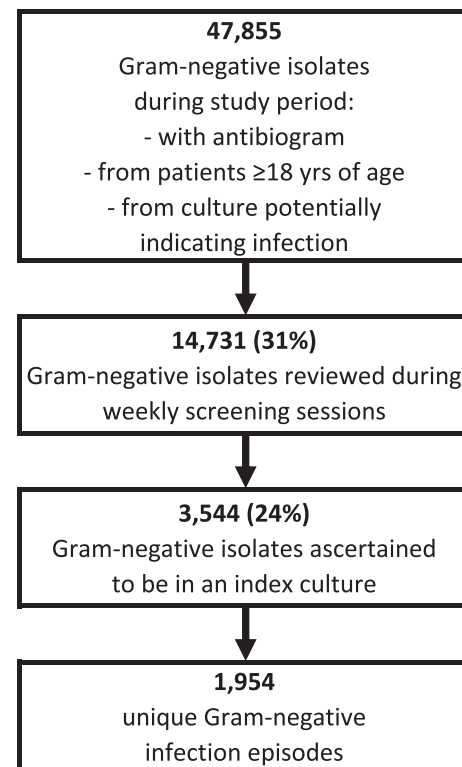 47,855
Gram-negative isolates
during study period:
- with antibiogram
- from patients ≥18 yrs of age
- from culture potentially
indicating infection
14,731 (31%)
Gram-negative isolates reviewed during
weekly screening sessions
3,544 (24%)
Gram-negative isolates ascertained
to be in an index culture
1,954
unique Gram-negative
infection episodes